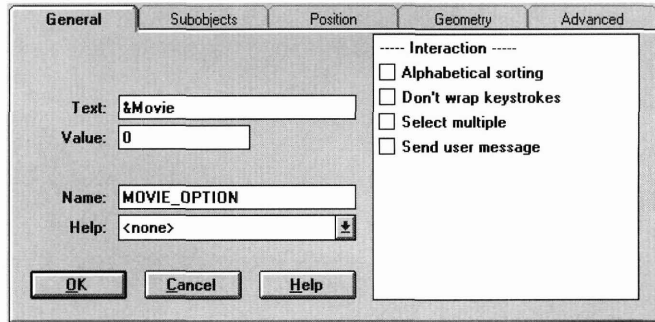 General Subobjects Position Geometry Advanced
----- Interaction -----
Alphabetical sorting
Don't wrap keystrokes
Select multiple
Send user message
Text: &Movie
Value: 0
Name: MOVIE_OPTION
Help: <none>
OK Cancel Help